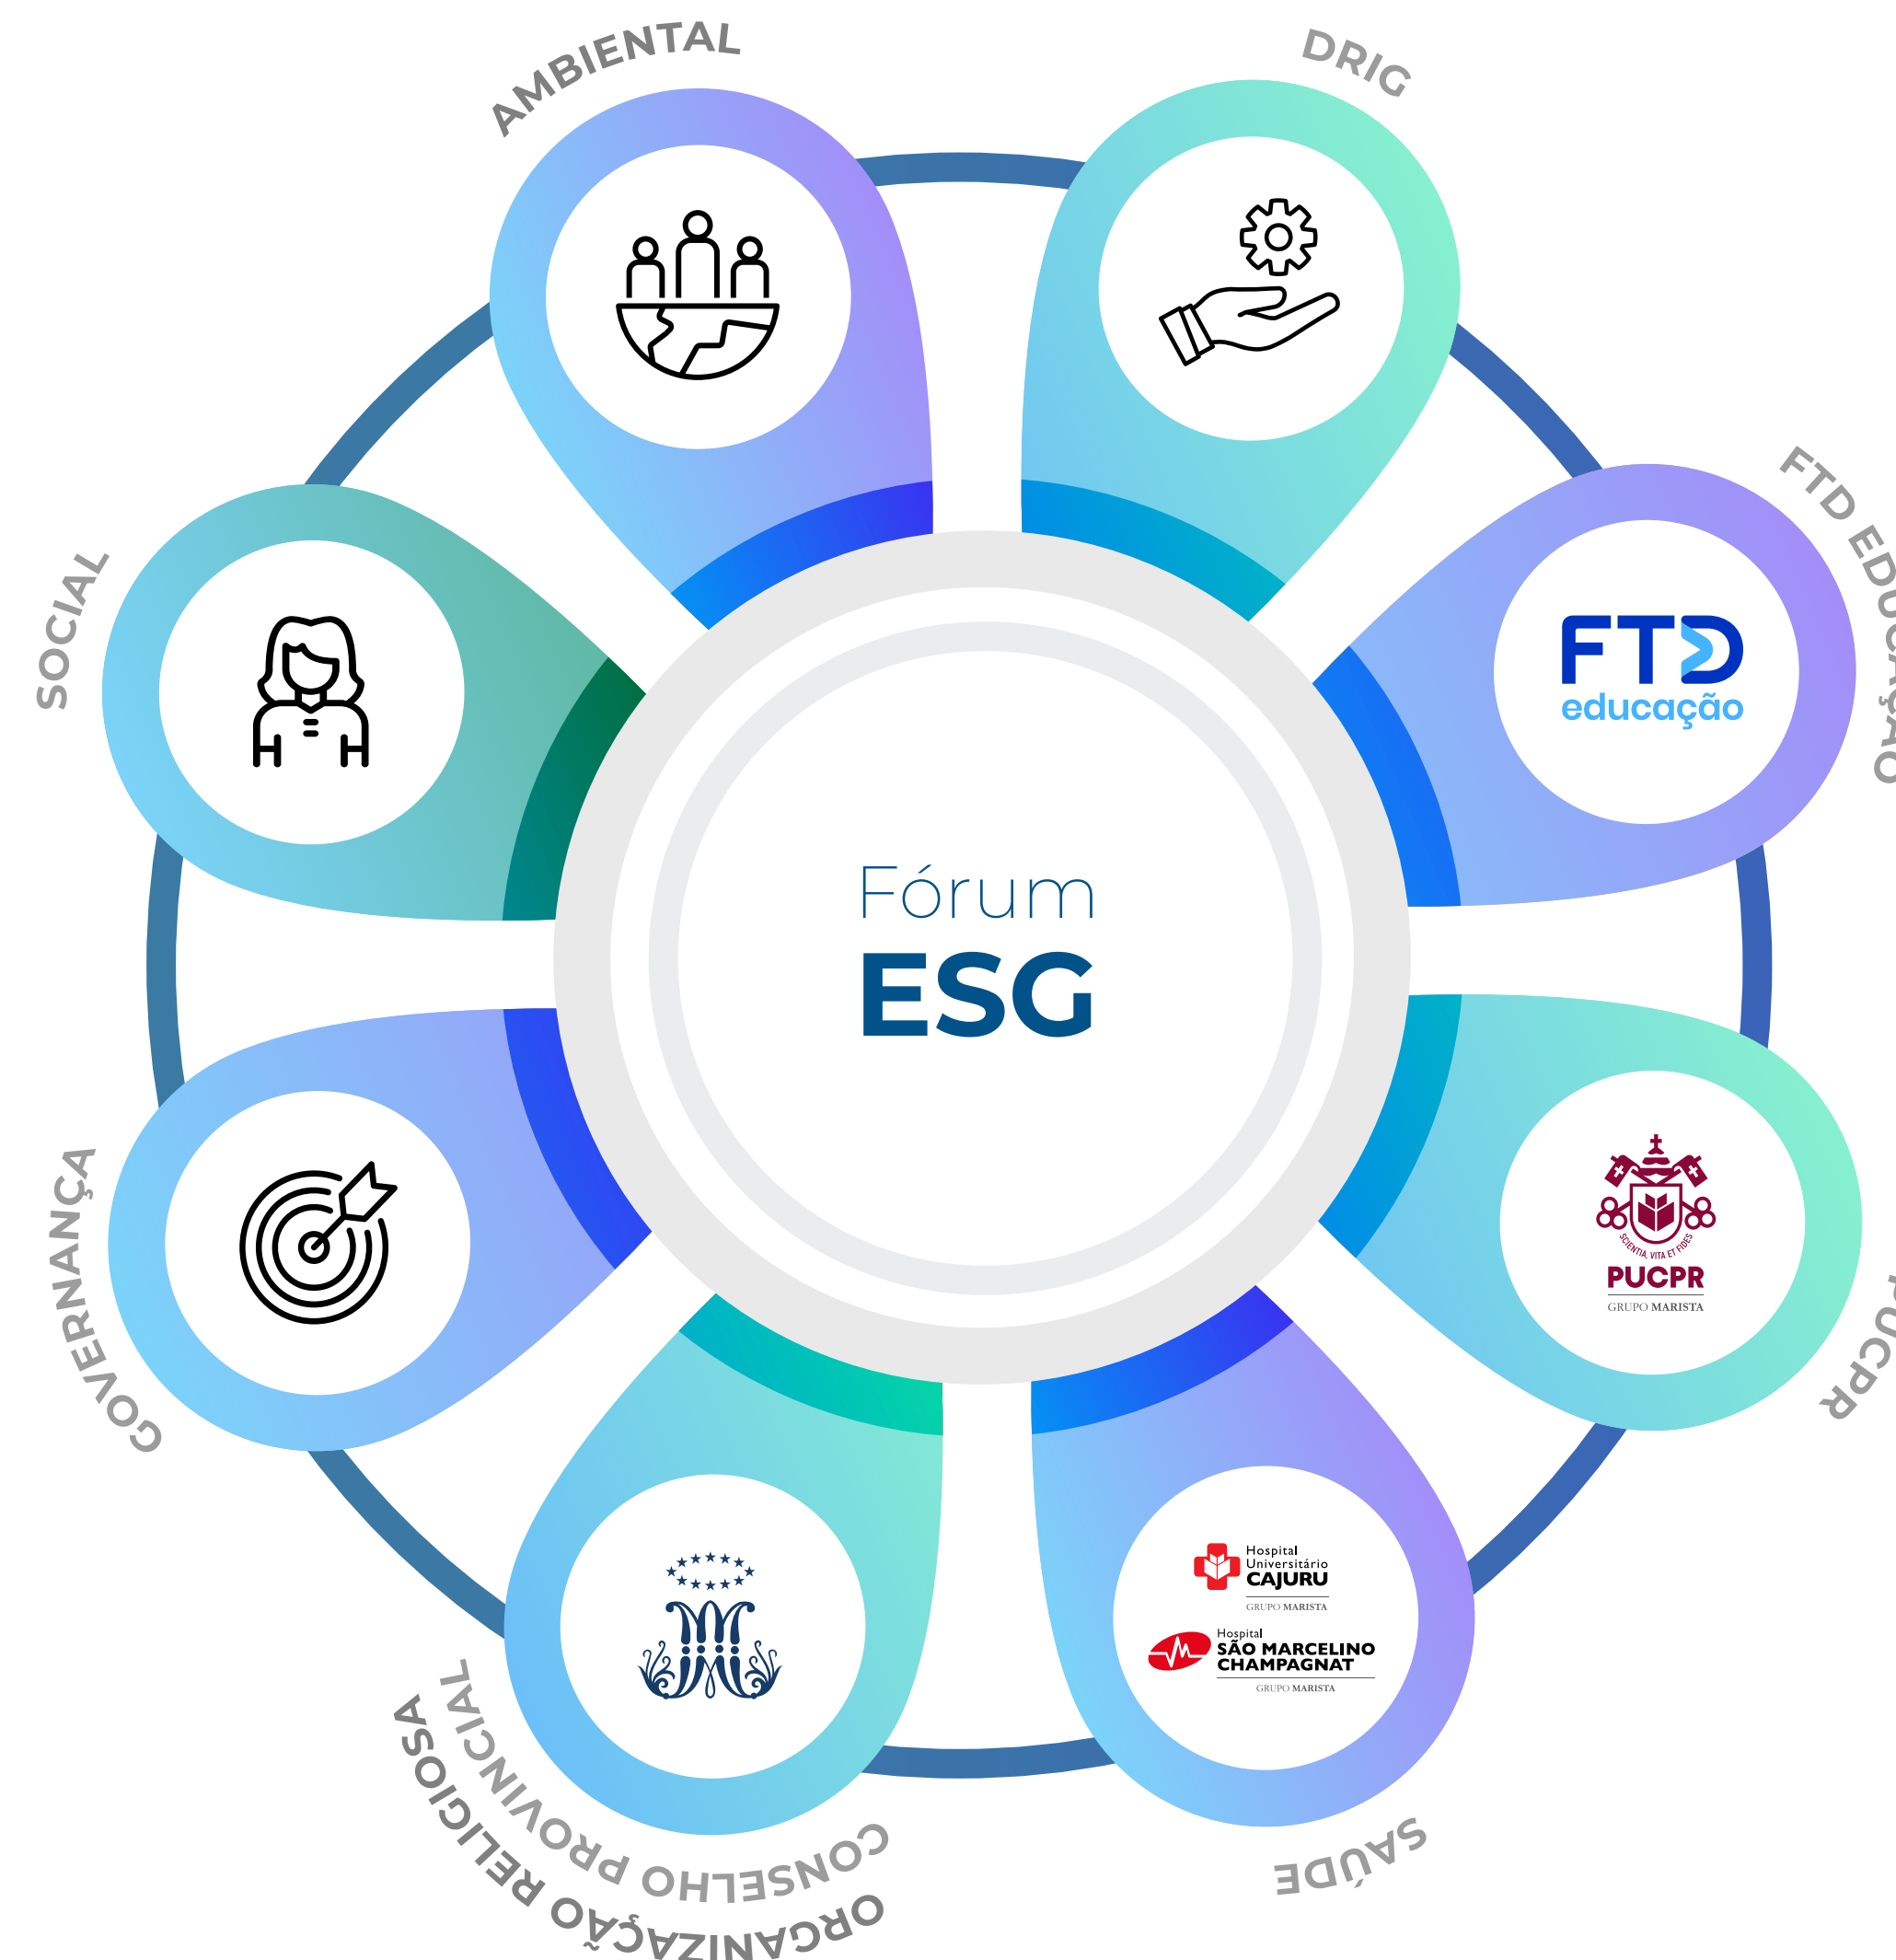 AMBIENTAL
DRIG
FTD EDUCAÇÃO
FTD
educação
SOCIAL
Fórum
ESG
SCIENTIA, VITA ET FIDES
PUCPR
GRUPO MARISTA
PUCPR
GOVERNANÇA
Hospital
Universitário
CAJURU
GRUPO MARISTA
Hospital
SÃO MARCELINO
CHAMPAGNAT
GRUPO MARISTA
SAÚDE
CONSELHO PROVINCIAL
ORGANIZAÇÃO RELIGIOSA